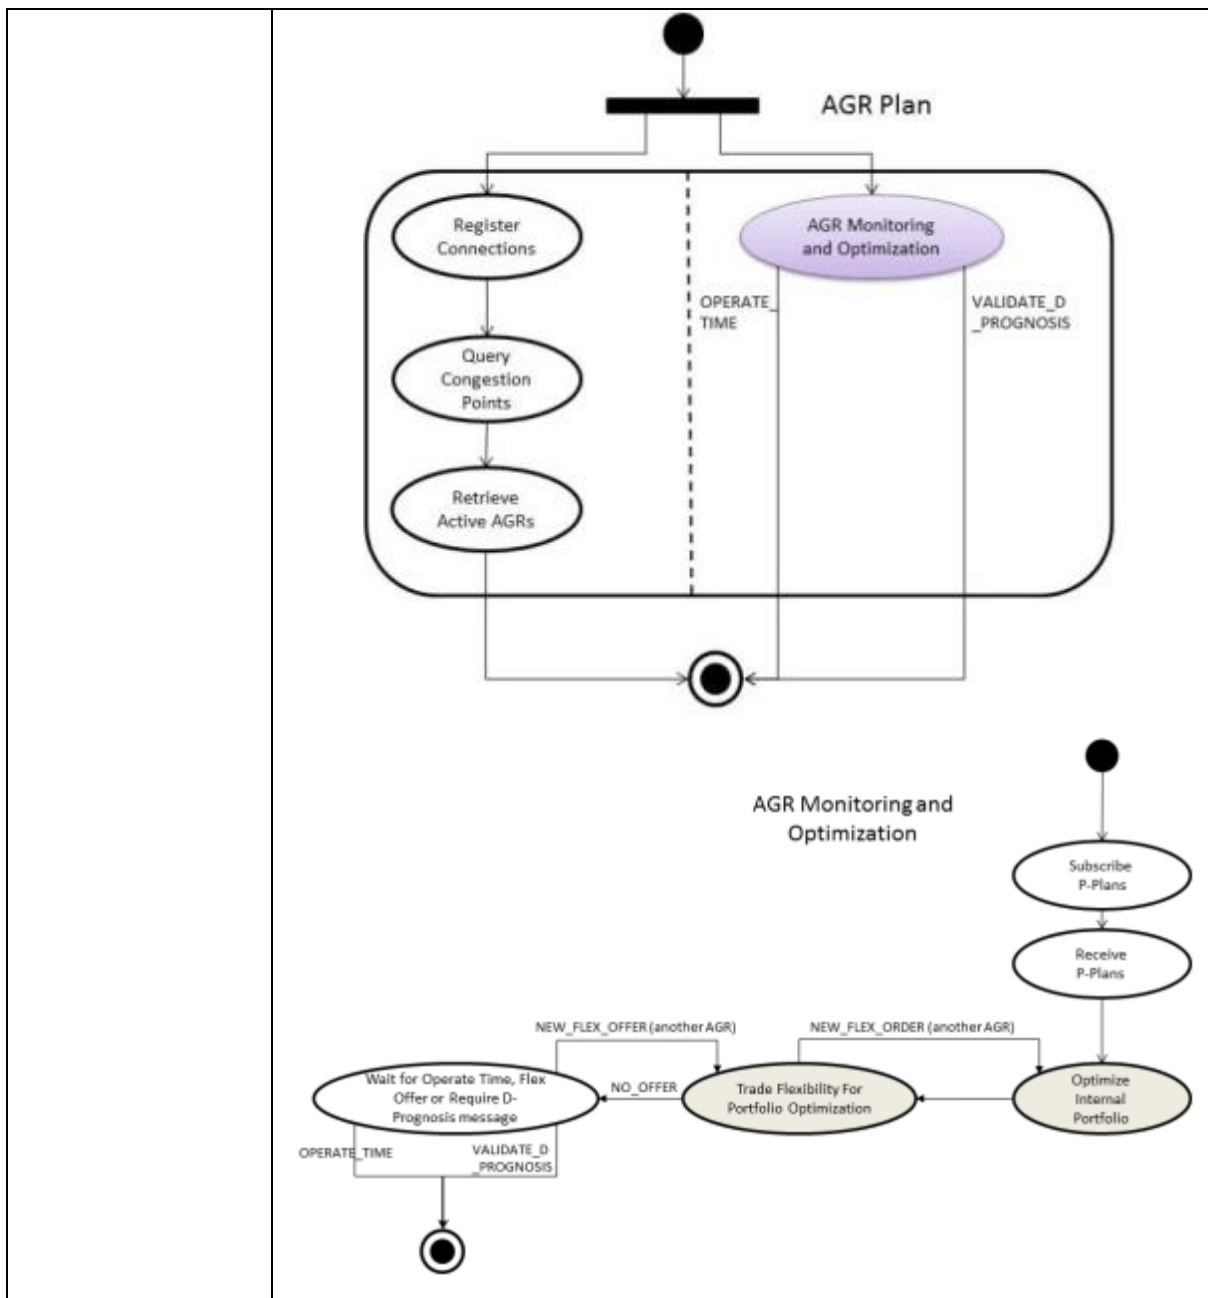 AGR Plan
Register
Connections
AGR Monitoring
and Optimization
OPERATE_
TIME
VALIDATE_D
_PROGNOSIS
Query
Congestion
Points
Retrieve
Active AGRs
AGR Monitoring and
Optimization
Subscribe
P-Plans
Receive
P-Plans
NEW_FLEX_OFFER (another AGR)
NEW_FLEX_ORDER (another AGR)
Wait for Operate Time, Flex
Offer or Require D-
Prognosis message
NO_OFFER
Trade Flexibility For
Portfolio Optimization
Optimize
Internal
Portfolio
OPERATE_TIME
VALIDATE_D
_PROGNOSIS